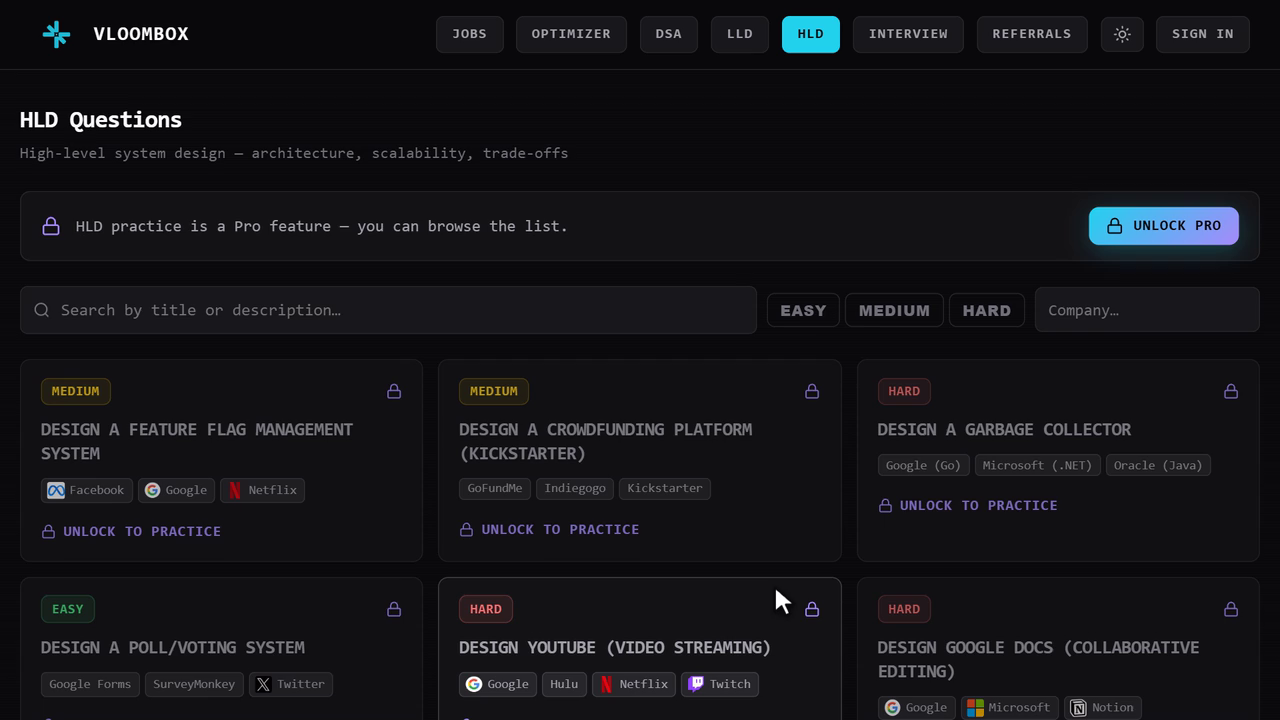 VLOOMBOX
JOBS
OPTIMIZER
DSA
LLD
HLD
INTERVIEW
REFERRALS
SIGN IN
HLD Questions
High-level system design — architecture, scalability, trade-offs
HLD practice is a Pro feature — you can browse the list.
UNLOCK PRO
Search by title or description…
EASY
MEDIUM
HARD
Company…
MEDIUM
DESIGN A FEATURE FLAG MANAGEMENT
SYSTEM
Facebook
Google
Netflix
UNLOCK TO PRACTICE
MEDIUM
DESIGN A CROWDFUNDING PLATFORM
(KICKSTARTER)
GoFundMe
Indiegogo
Kickstarter
UNLOCK TO PRACTICE
HARD
DESIGN A GARBAGE COLLECTOR
Google (Go)
Microsoft (.NET)
Oracle (Java)
UNLOCK TO PRACTICE
EASY
DESIGN A POLL/VOTING SYSTEM
Google Forms
SurveyMonkey
Twitter
HARD
DESIGN YOUTUBE (VIDEO STREAMING)
Google
Hulu
Netflix
Twitch
HARD
DESIGN GOOGLE DOCS (COLLABORATIVE
EDITING)
Google
Microsoft
Notion